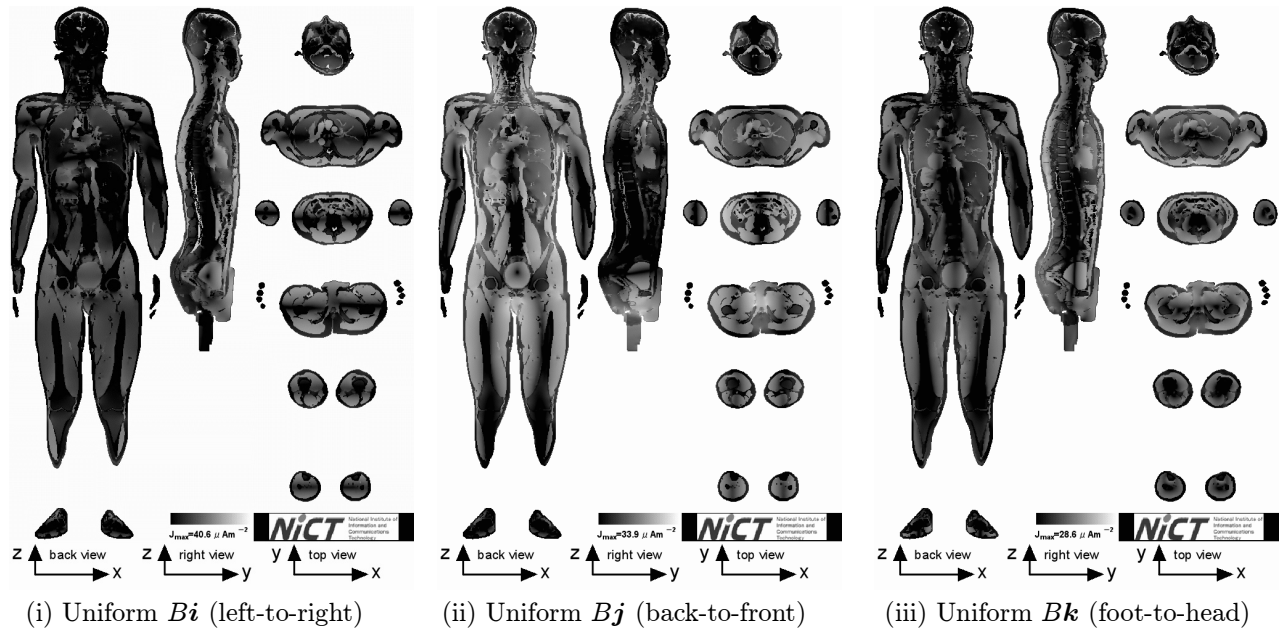 Jmax=40.6 μ Am⁻²
NiCT National Institute of Information and Communications Technology
z back view x
z right view y
y top view x
(i) Uniform Bi (left-to-right)
Jmax=33.9 μ Am⁻²
NiCT National Institute of Information and Communications Technology
z back view x
z right view y
y top view x
(ii) Uniform Bj (back-to-front)
Jmax=28.6 μ Am⁻²
NiCT National Institute of Information and Communications Technology
z back view x
z right view y
y top view x
(iii) Uniform Bk (foot-to-head)